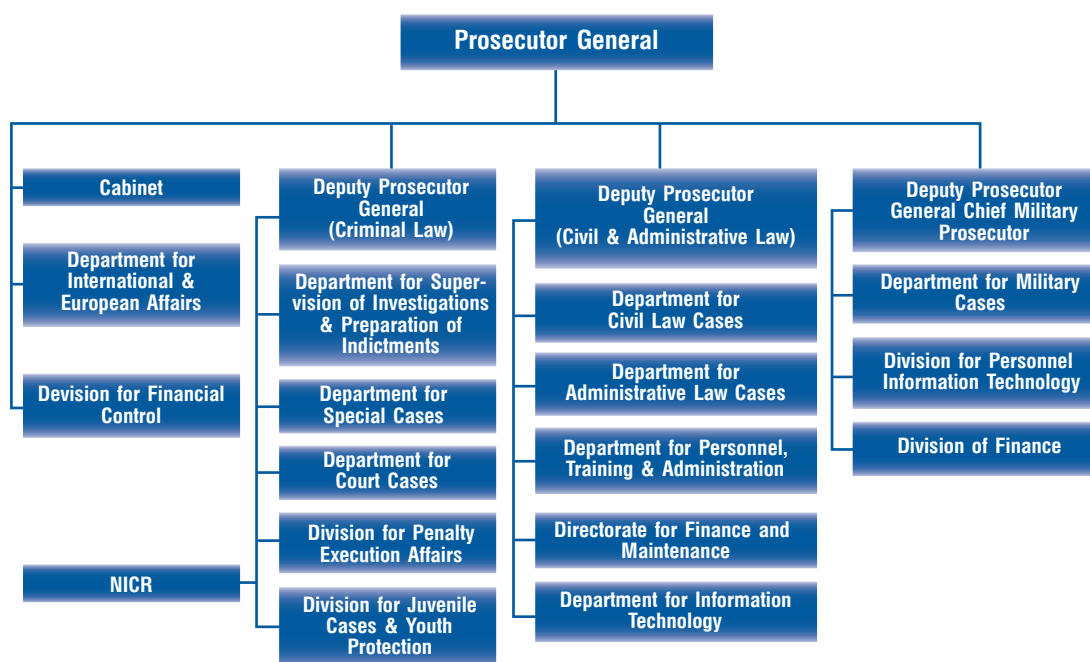 Prosecutor General
Cabinet
Department for
International &
European Affairs
Devision for Financial
Control
NICR
Deputy Prosecutor
General
(Criminal Law)
Department for Super-
vision of Investigations
& Preparation of
Indictments
Department for
Special Cases
Department for
Court Cases
Division for Penalty
Execution Affairs
Division for Juvenile
Cases & Youth
Protection
Deputy Prosecutor
General
(Civil & Administrative Law)
Department for
Civil Law Cases
Department for
Administrative Law Cases
Department for Personnel,
Training & Administration
Directorate for Finance and
Maintenance
Department for Information
Technology
Deputy Prosecutor
General Chief Military
Prosecutor
Department for Military
Cases
Division for Personnel
Information Technology
Division of Finance